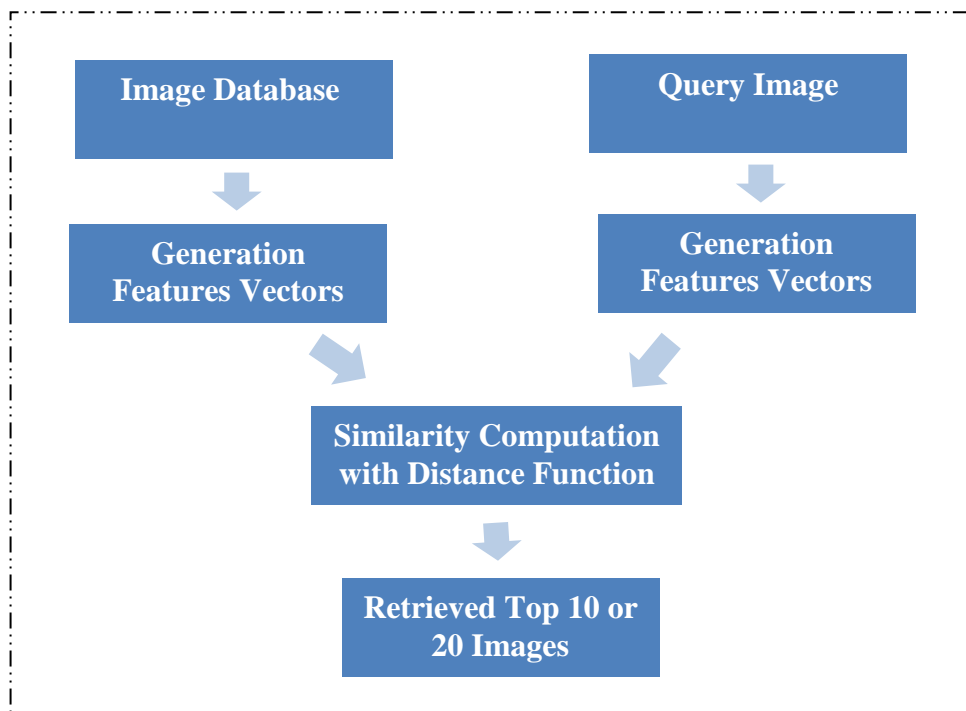 Image Database
Query Image
Generation
Features Vectors
Generation
Features Vectors
Similarity Computation
with Distance Function
Retrieved Top 10 or
20 Images